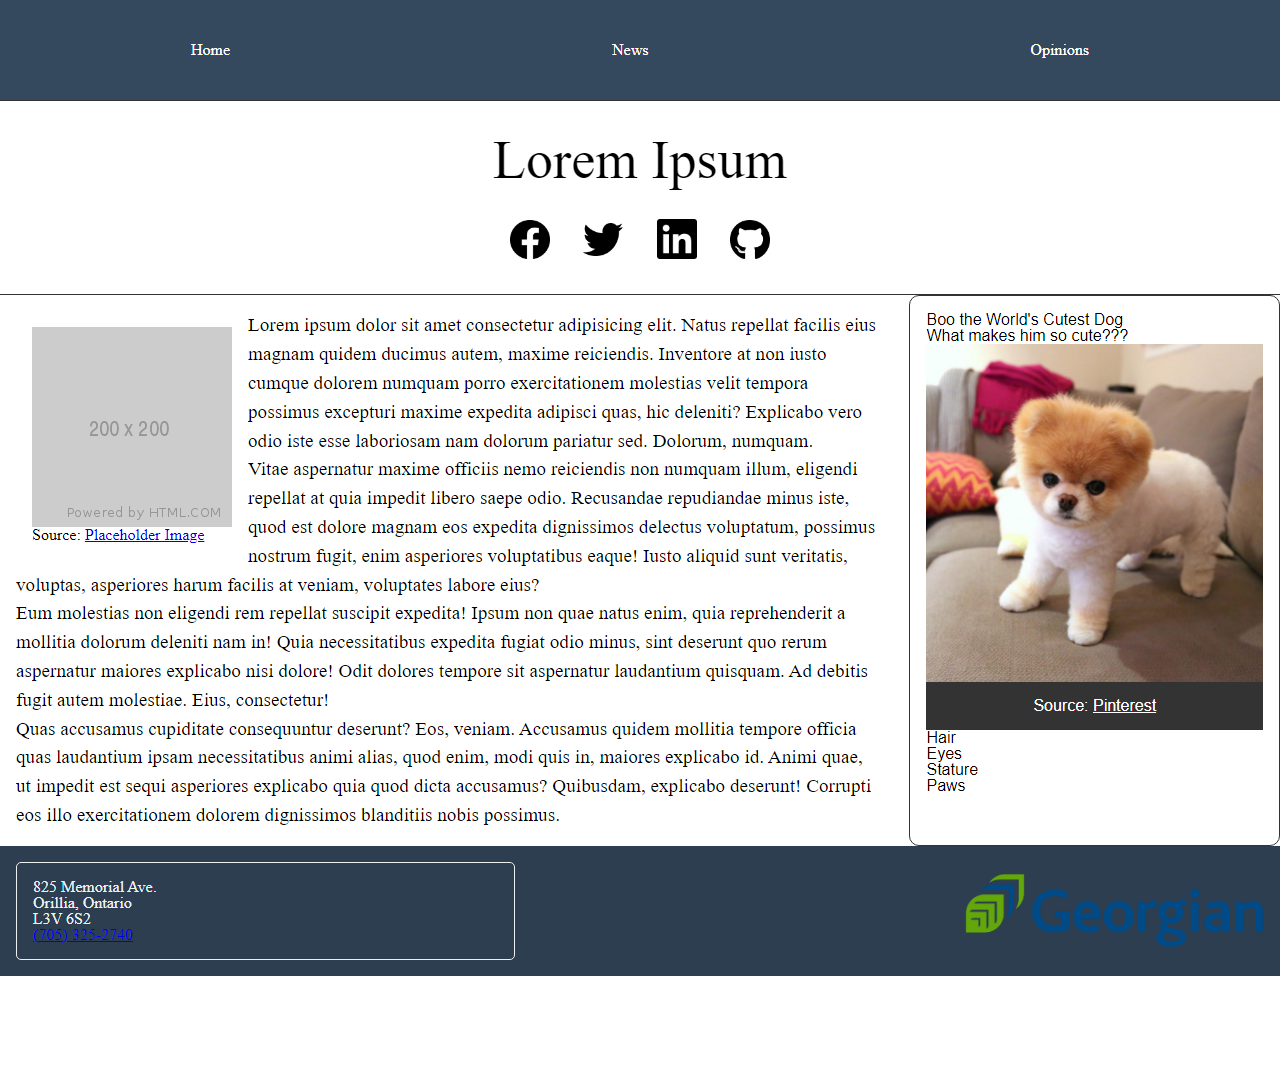 Home News Opinions
Lorem Ipsum
200 x 200
Powered by HTML.COM
Source: Placeholder Image
Lorem ipsum dolor sit amet consectetur adipisicing elit. Natus repellat facilis eius
magnam quidem ducimus autem, maxime reiciendis. Inventore at non iusto
cumque dolorem numquam porro exercitationem molestias velit tempora
possimus excepturi maxime expedita adipisci quas, hic deleniti? Explicabo vero
odio iste esse laboriosam nam dolorum pariatur sed. Dolorum, numquam.
Vitae aspernatur maxime officiis nemo reiciendis non numquam illum, eligendi
repellat at quia impedit libero saepe odio. Recusandae repudiandae minus iste,
quod est dolore magnam eos expedita dignissimos delectus voluptatum, possimus
nostrum fugit, enim asperiores voluptatibus eaque! Iusto aliquid sunt veritatis,
voluptas, asperiores harum facilis at veniam, voluptates labore eius?
Eum molestias non eligendi rem repellat suscipit expedita! Ipsum non quae natus enim, quia reprehenderit a
mollitia dolorum deleniti nam in! Quia necessitatibus expedita fugiat odio minus, sint deserunt quo rerum
aspernatur maiores explicabo nisi dolore! Odit dolores tempore sit aspernatur laudantium quisquam. Ad debitis
fugit autem molestiae. Eius, consectetur!
Quas accusamus cupiditate consequuntur deserunt? Eos, veniam. Accusamus quidem mollitia tempore officia
quas laudantium ipsam necessitatibus animi alias, quod enim, modi quis in, maiores explicabo id. Animi quae,
ut impedit est sequi asperiores explicabo quia quod dicta accusamus? Quibusdam, explicabo deserunt! Corrupti
eos illo exercitationem dolorem dignissimos blanditiis nobis possimus.
Boo the World's Cutest Dog
What makes him so cute???
Source: Pinterest
Hair
Eyes
Stature
Paws
825 Memorial Ave.
Orillia, Ontario
L3V 6S2
(705) 325-2740
Georgian